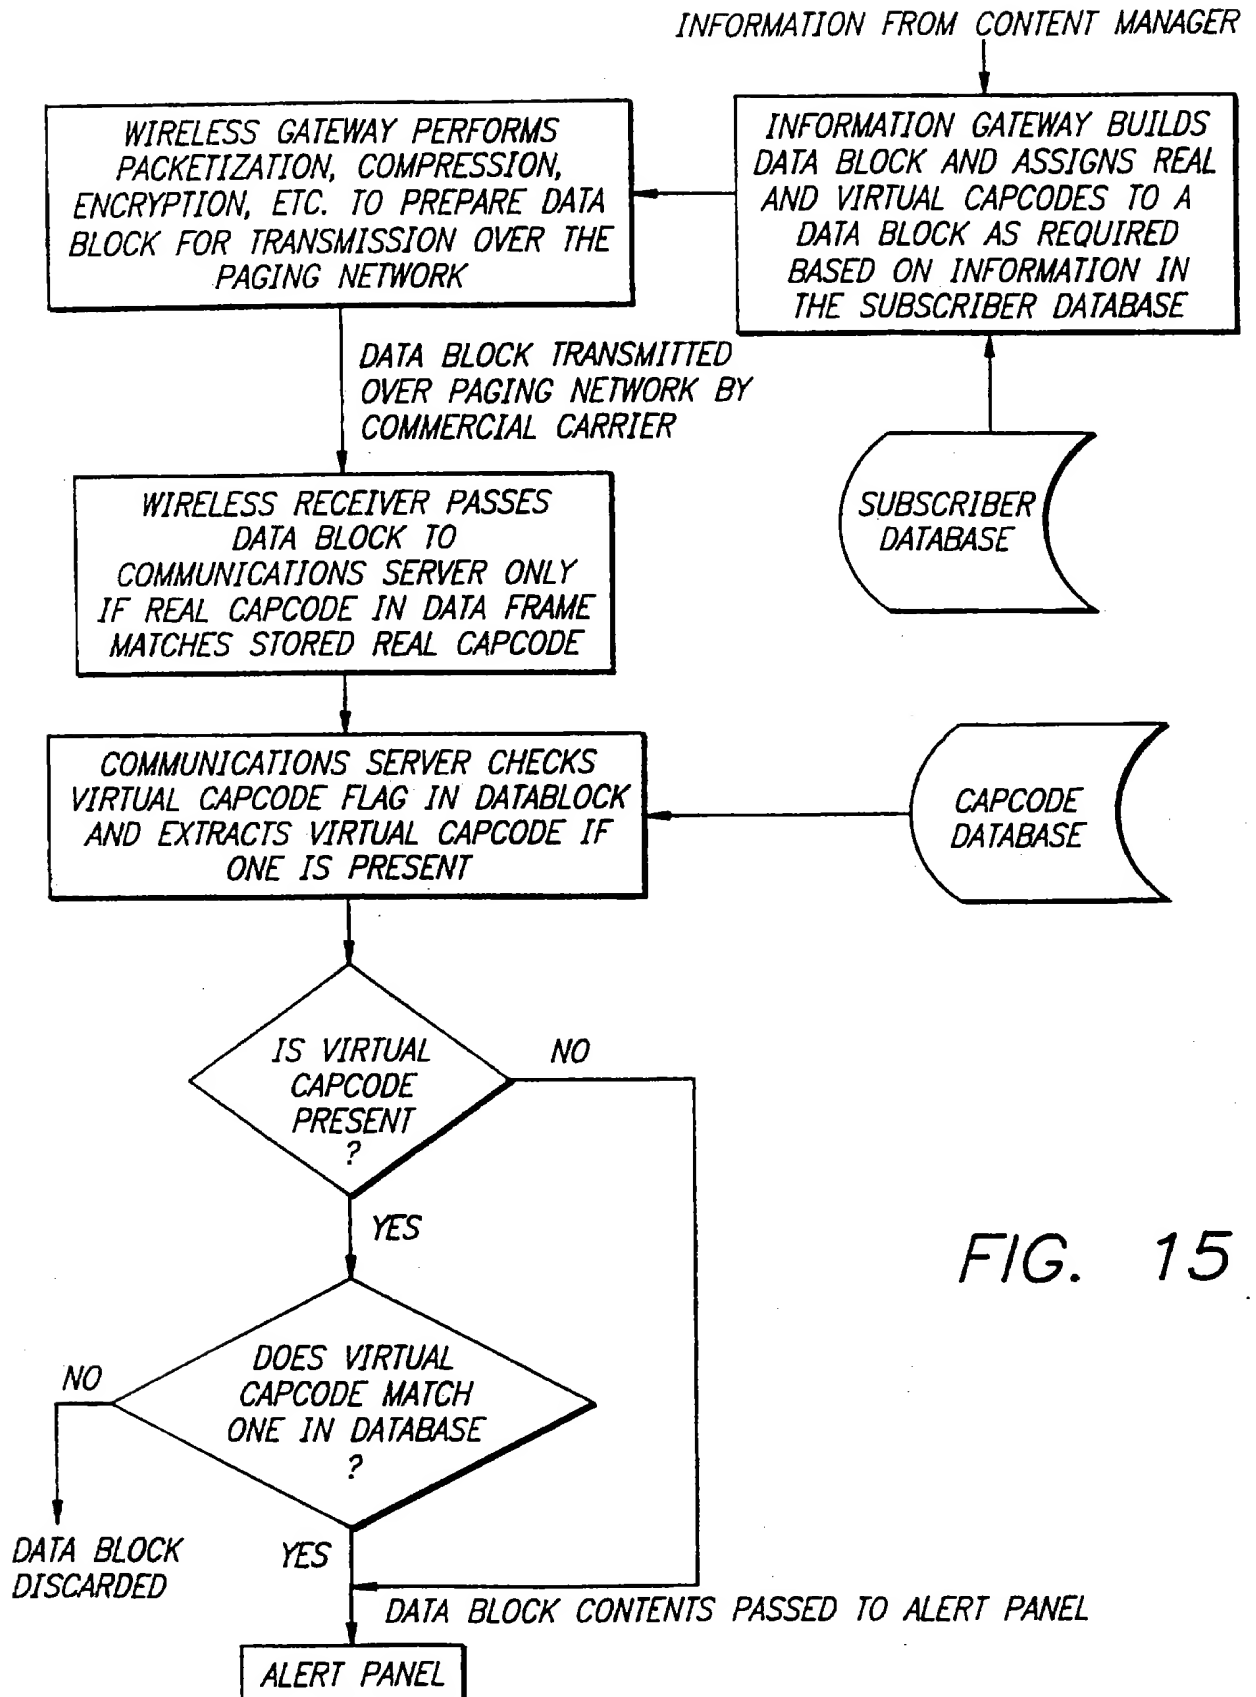 INFORMATION FROM CONTENT MANAGER
WIRELESS GATEWAY PERFORMS
PACKETIZATION, COMPRESSION,
ENCRYPTION, ETC. TO PREPARE DATA
BLOCK FOR TRANSMISSION OVER THE
PAGING NETWORK
INFORMATION GATEWAY BUILDS
DATA BLOCK AND ASSIGNS REAL
AND VIRTUAL CAPCODES TO A
DATA BLOCK AS REQUIRED
BASED ON INFORMATION IN
THE SUBSCRIBER DATABASE
DATA BLOCK TRANSMITTED
OVER PAGING NETWORK BY
COMMERCIAL CARRIER
SUBSCRIBER
DATABASE
WIRELESS RECEIVER PASSES
DATA BLOCK TO
COMMUNICATIONS SERVER ONLY
IF REAL CAPCODE IN DATA FRAME
MATCHES STORED REAL CAPCODE
COMMUNICATIONS SERVER CHECKS
VIRTUAL CAPCODE FLAG IN DATABLOCK
AND EXTRACTS VIRTUAL CAPCODE IF
ONE IS PRESENT
CAPCODE
DATABASE
IS VIRTUAL
CAPCODE
PRESENT
?
NO
YES
FIG. 15
DOES VIRTUAL
CAPCODE MATCH
ONE IN DATABASE
?
NO
DATA BLOCK
DISCARDED
YES
DATA BLOCK CONTENTS PASSED TO ALERT PANEL
ALERT PANEL